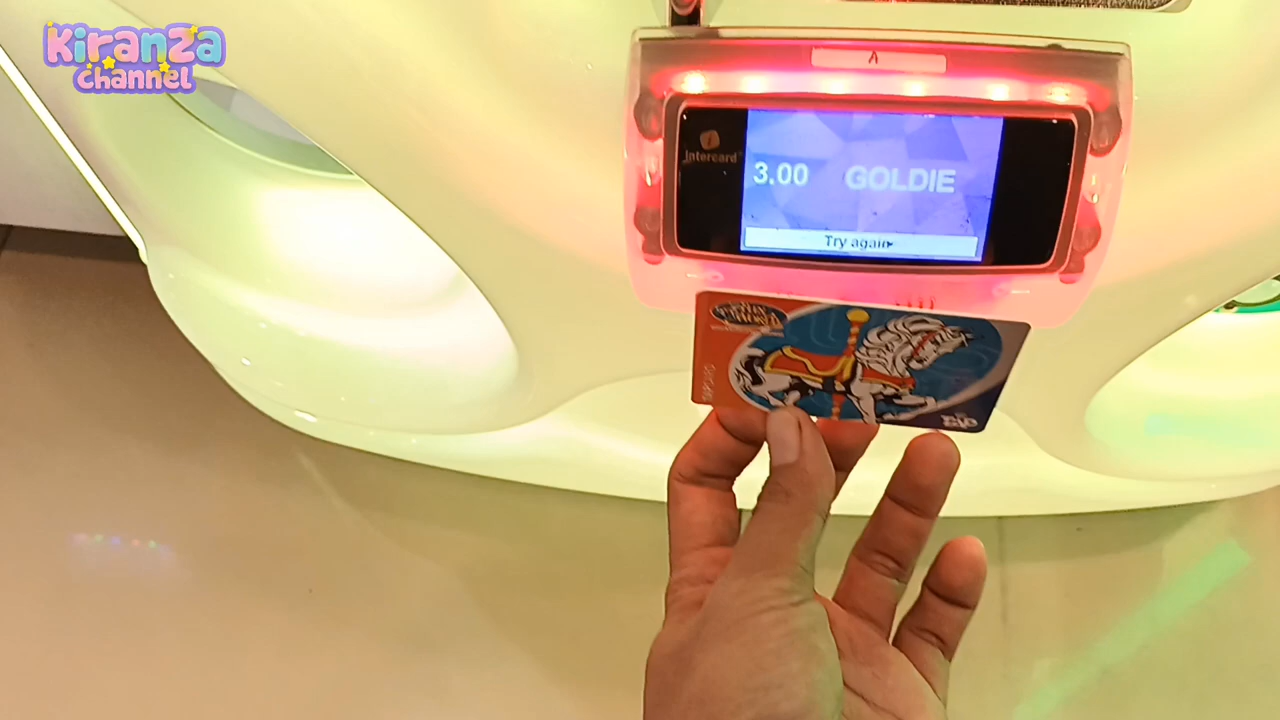 KiranZa
channel
A
intercard
3.00 GOLDIE
Try again